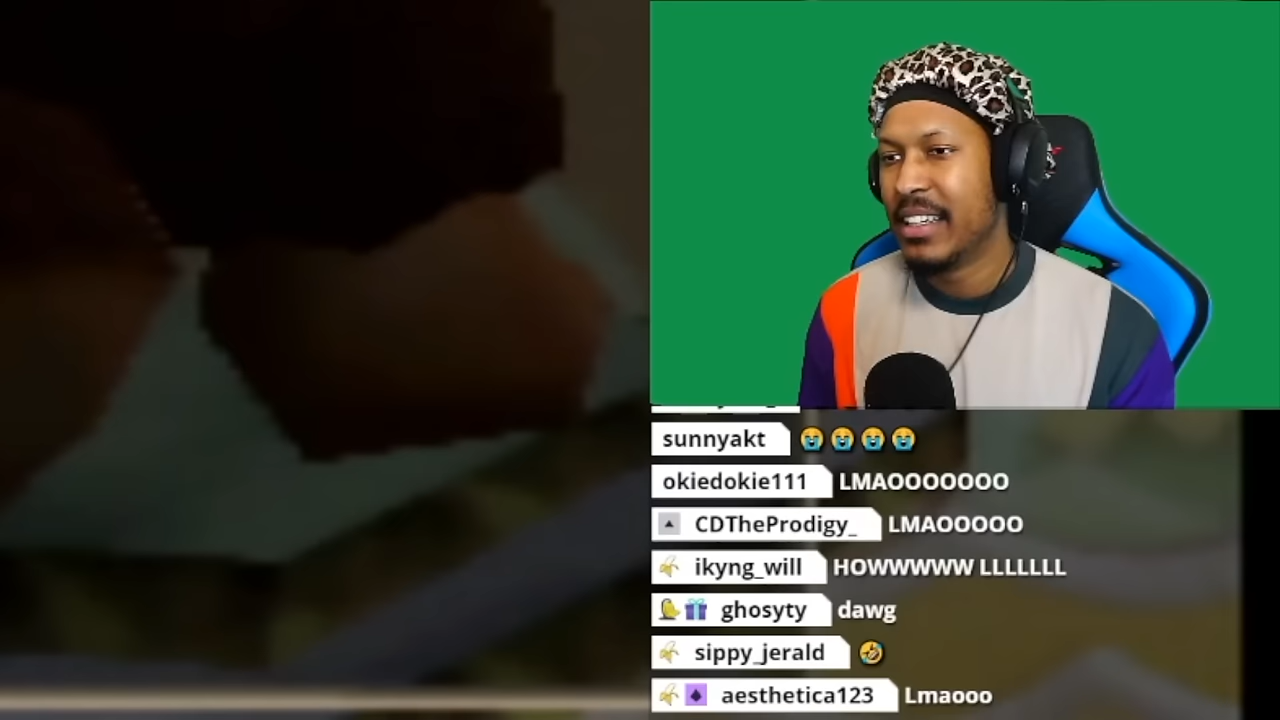 sunnyakt 😭😭😭😭
okiedokie111 LMAOOOOOOO
CDTheProdigy_ LMAOOOOO
ikyng_will HOWWWWW LLLLLLL
ghosyty dawg
sippy_jerald 🤣
aesthetica123 Lmaooo